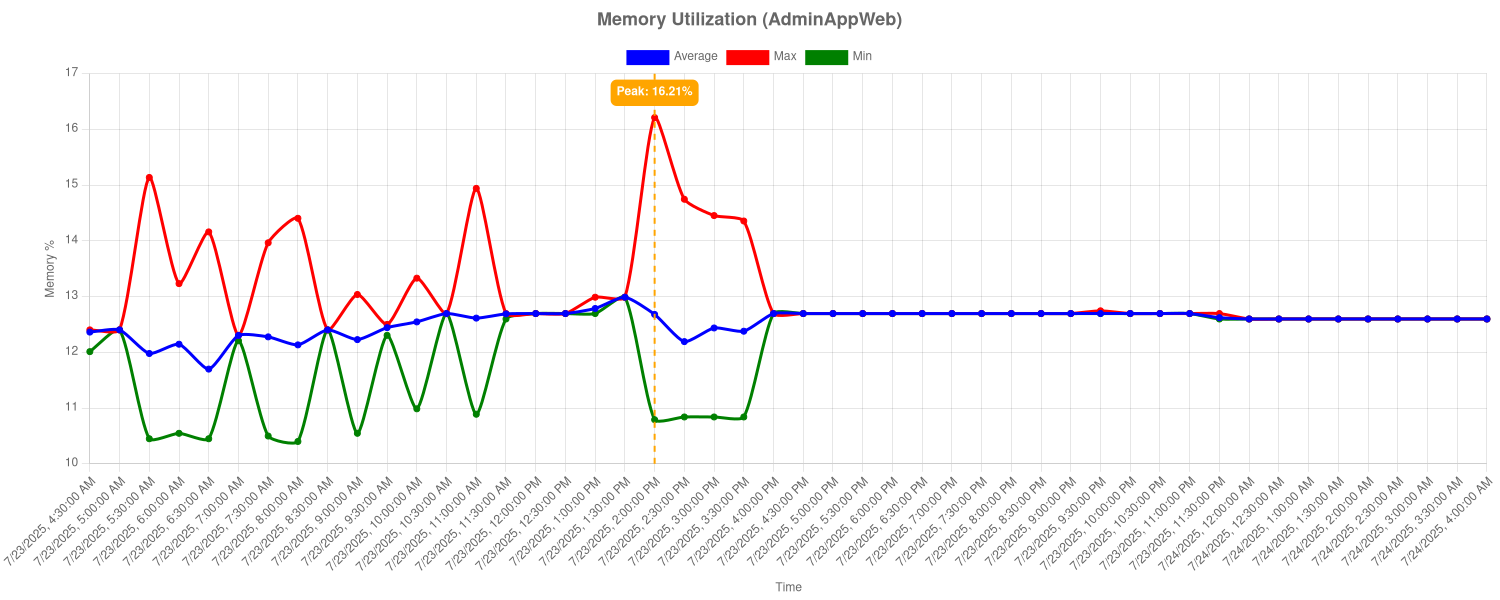 Memory Utilization (AdminAppWeb)
Average Max Min
17
Peak: 16.21%
16
15
14
13
12
11
10
Memory %
7/23/2025, 4:30:00 AM
7/23/2025, 5:00:00 AM
7/23/2025, 5:30:00 AM
7/23/2025, 6:00:00 AM
7/23/2025, 6:30:00 AM
7/23/2025, 7:00:00 AM
7/23/2025, 7:30:00 AM
7/23/2025, 8:00:00 AM
7/23/2025, 8:30:00 AM
7/23/2025, 9:00:00 AM
7/23/2025, 9:30:00 AM
7/23/2025, 10:00:00 AM
7/23/2025, 10:30:00 AM
7/23/2025, 11:00:00 AM
7/23/2025, 11:30:00 AM
7/23/2025, 12:00:00 PM
7/23/2025, 12:30:00 PM
7/23/2025, 1:00:00 PM
7/23/2025, 1:30:00 PM
7/23/2025, 2:00:00 PM
7/23/2025, 2:30:00 PM
7/23/2025, 3:00:00 PM
7/23/2025, 3:30:00 PM
7/23/2025, 4:00:00 PM
7/23/2025, 4:30:00 PM
7/23/2025, 5:00:00 PM
7/23/2025, 5:30:00 PM
7/23/2025, 6:00:00 PM
7/23/2025, 6:30:00 PM
7/23/2025, 7:00:00 PM
7/23/2025, 7:30:00 PM
7/23/2025, 8:00:00 PM
7/23/2025, 8:30:00 PM
7/23/2025, 9:00:00 PM
7/23/2025, 9:30:00 PM
7/23/2025, 10:00:00 PM
7/23/2025, 10:30:00 PM
7/23/2025, 11:00:00 PM
7/23/2025, 11:30:00 PM
7/24/2025, 12:00:00 AM
7/24/2025, 12:30:00 AM
7/24/2025, 1:00:00 AM
7/24/2025, 1:30:00 AM
7/24/2025, 2:00:00 AM
7/24/2025, 2:30:00 AM
7/24/2025, 3:00:00 AM
7/24/2025, 3:30:00 AM
7/24/2025, 4:00:00 AM
Time